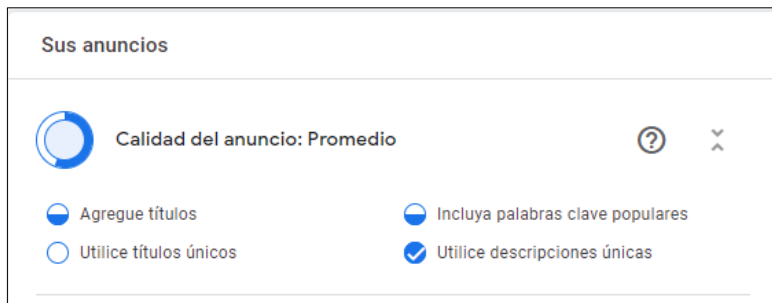 Sus anuncios
Calidad del anuncio: Promedio
Agregue títulos
Incluya palabras clave populares
Utilice títulos únicos
Utilice descripciones únicas